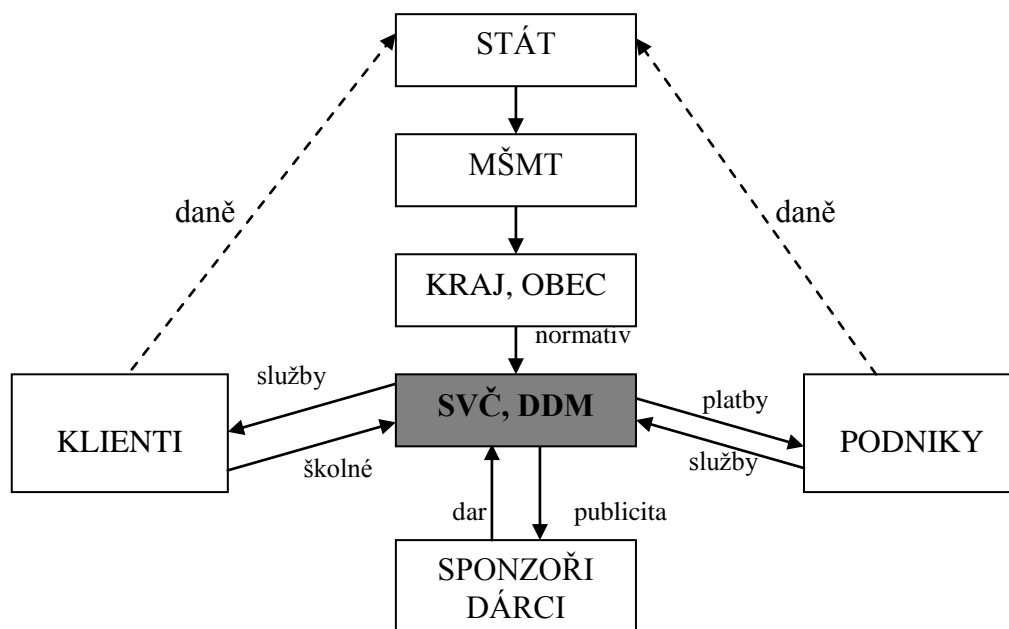 STÁT
MŠMT
daně
daně
KRAJ, OBEC
normativ
služby
SVČ, DDM
platby
KLIENTI
PODNIKY
školné
služby
dar
publicita
SPONZOŘI
DÁRCI